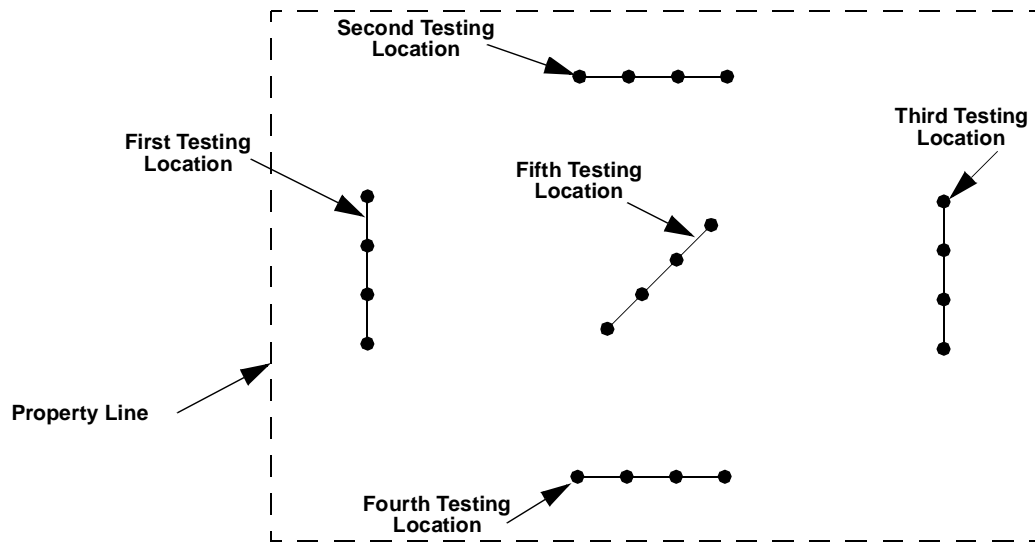 Second Testing
Location
First Testing
Location
Third Testing
Location
Fifth Testing
Location
Property Line
Fourth Testing
Location